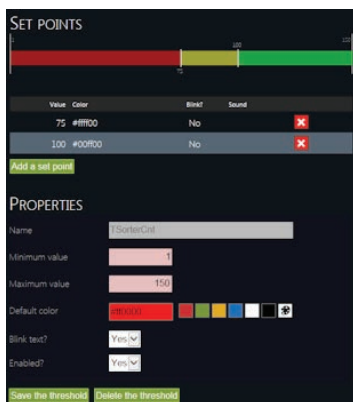 SET POINTS
100
75
Value Color Blink? Sound
75 #ffff00 No
100 #00ff00 No
Add a set point
PROPERTIES
Name TSorterCnt
Minimum value 1
Maximum value 150
Default color #ff0000
Blink text? Yes
Enabled? Yes
Save the threshold Delete the threshold